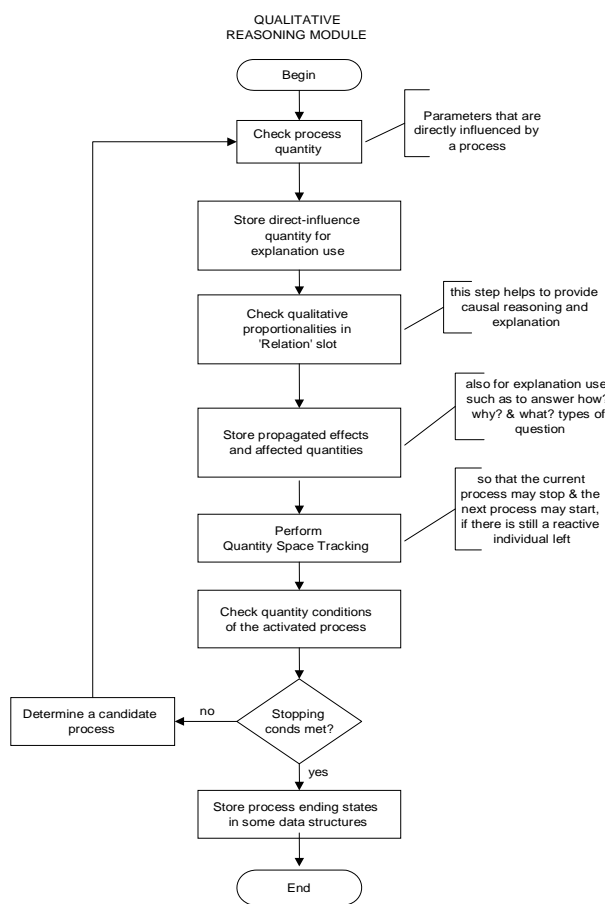 QUALITATIVE
REASONING MODULE
Begin
Check process
quantity
Parameters that are
directly influenced by
a process
Store direct-influence
quantity for
explanation use
Check qualitative
proportionalities in
'Relation' slot
this step helps to provide
causal reasoning and
explanation
Store propagated effects
and affected quantities
also for explanation use
such as to answer how?
why? & what? types of
question
Perform
Quantity Space Tracking
so that the current
process may stop & the
next process may start,
if there is still a reactive
individual left
Check quantity conditions
of the activated process
Stopping
conds met?
no
Determine a candidate
process
yes
Store process ending states
in some data structures
End